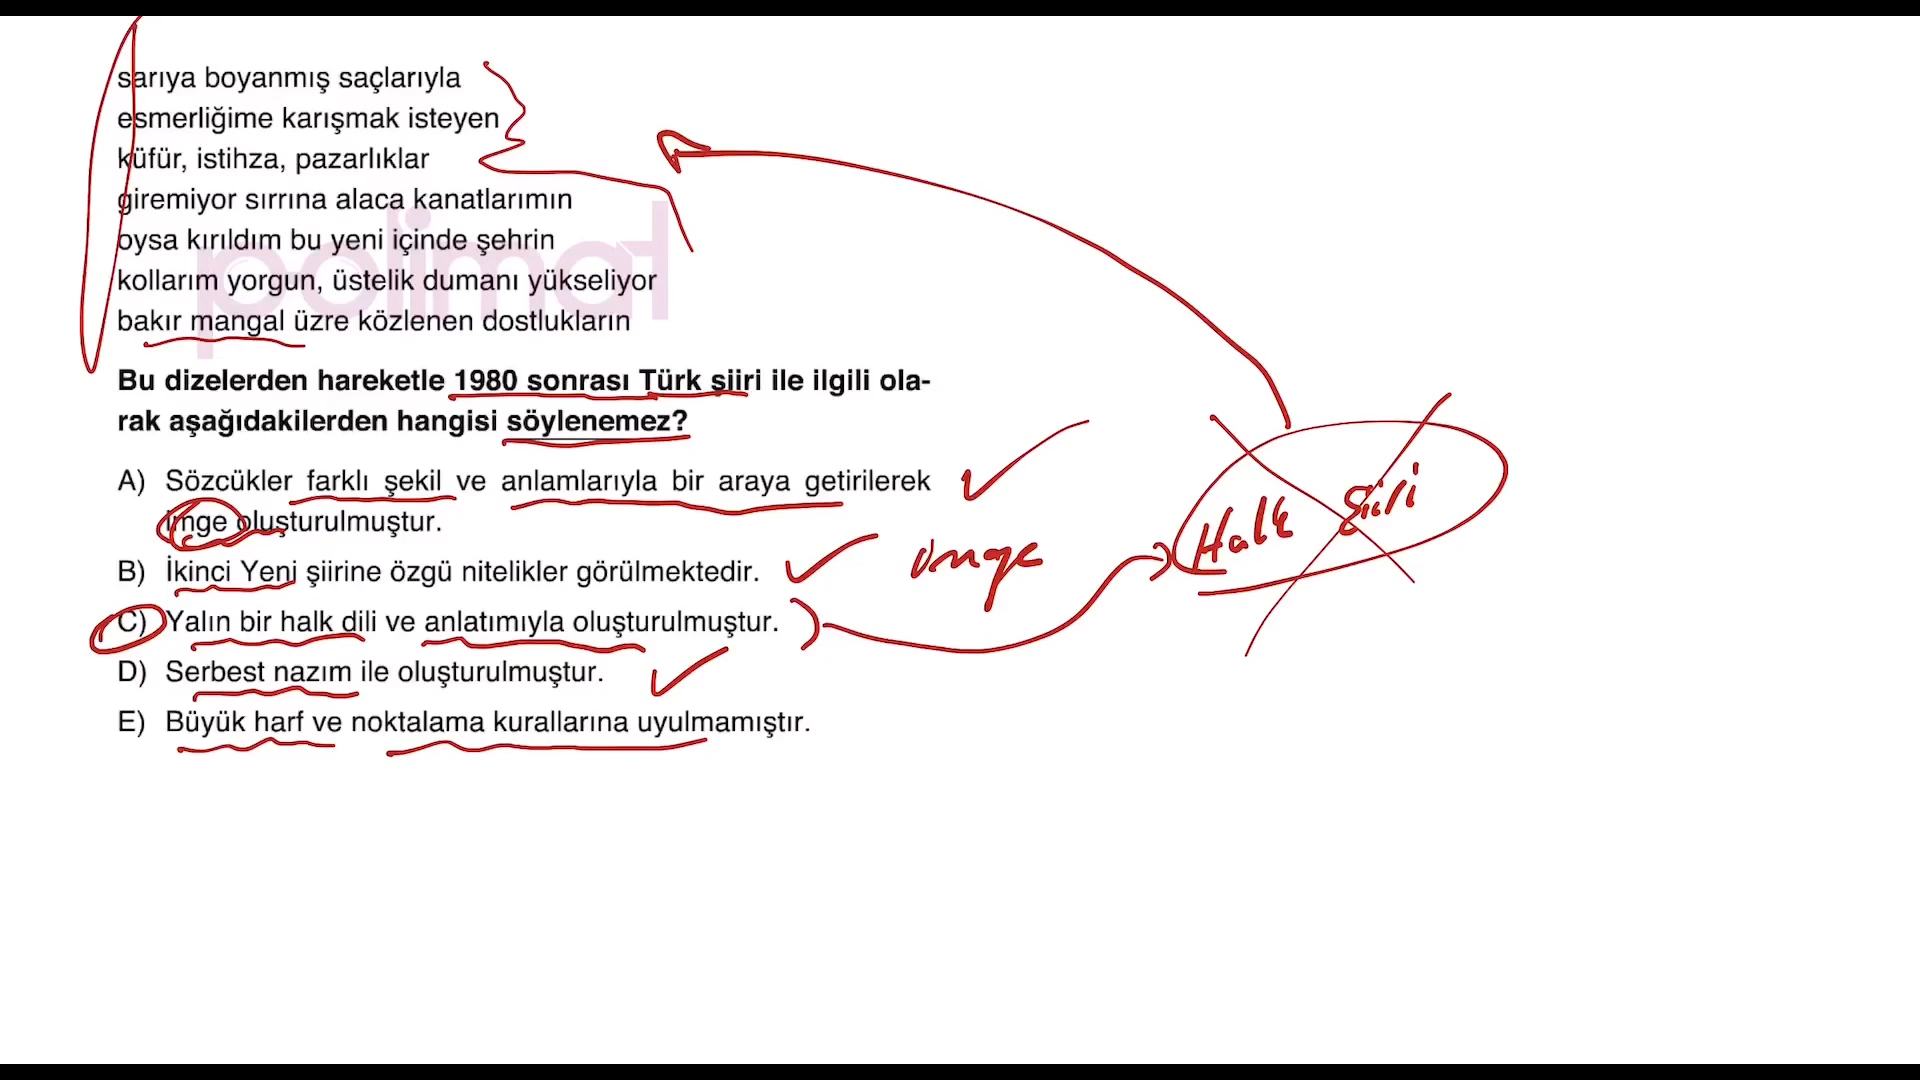 sarıya boyanmış saçlarıyla
esmerliğime karışmak isteyen
küfür, istihza, pazarlıklar
giremiyor sırrına alaca kanatlarımın
oysa kırıldım bu yeni içinde şehrin
kollarım yorgun, üstelik dumanı yükseliyor
bakır mangal üzre közlenen dostlukların
polimat
Bu dizelerden hareketle 1980 sonrası Türk şiiri ile ilgili ola-
rak aşağıdakilerden hangisi söylenemez?
A) Sözcükler farklı şekil ve anlamlarıyla bir araya getirilerek
imge oluşturulmuştur.
B) İkinci Yeni şiirine özgü nitelikler görülmektedir.
imge
Halk Şiiri
C) Yalın bir halk dili ve anlatımıyla oluşturulmuştur.
D) Serbest nazım ile oluşturulmuştur.
E) Büyük harf ve noktalama kurallarına uyulmamıştır.